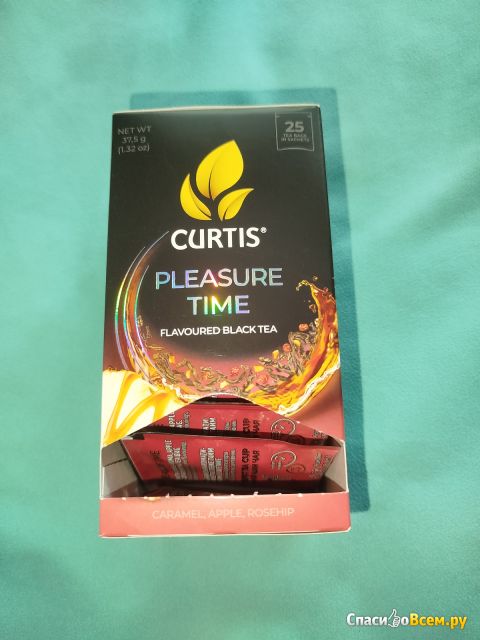 NET WT
37,5 g
(1.32 oz)
25
TEA BAGS
IN SACHETS
CURTIS®
PLEASURE
TIME
FLAVOURED BLACK TEA
CARAMEL, APPLE, ROSEHIP
СпасибоВсем.ру